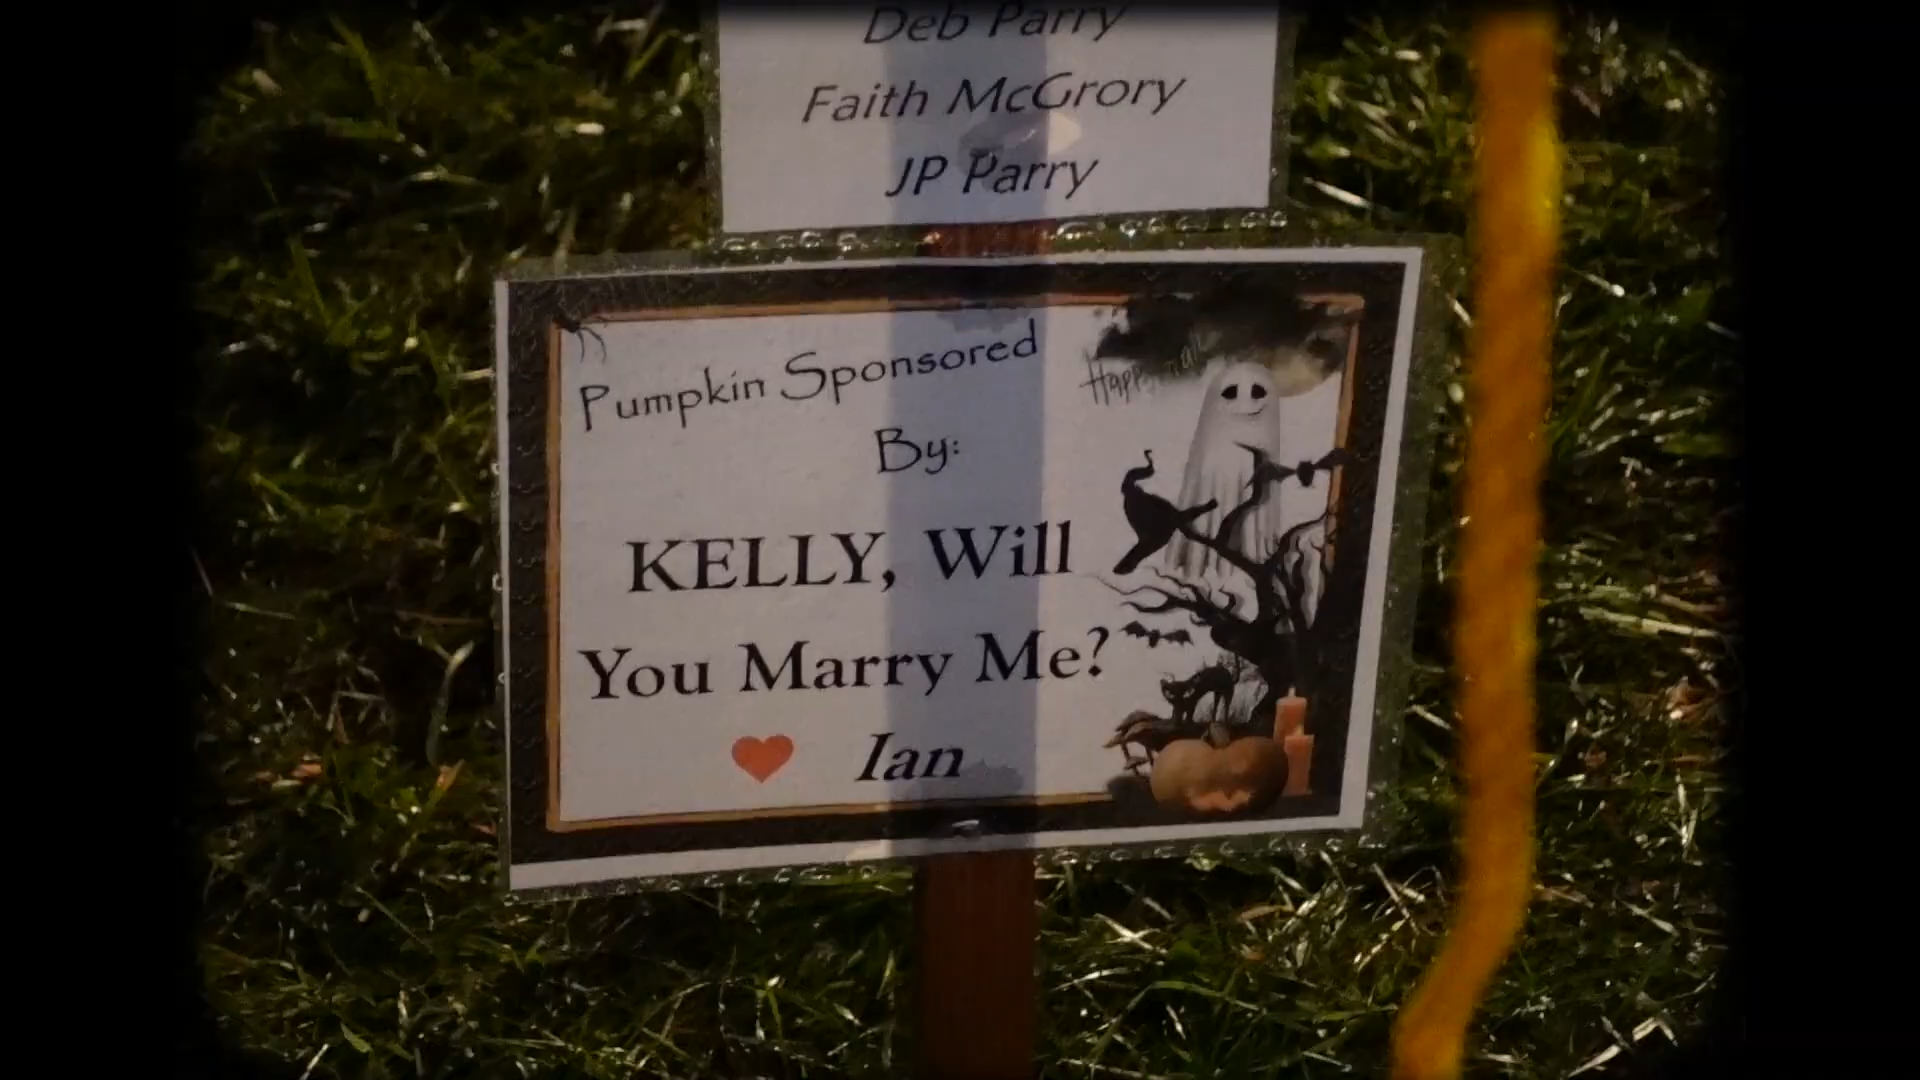 Deb Parry
Faith McGrory
JP Parry
Pumpkin Sponsored
By:
KELLY, Will
You Marry Me?
Ian